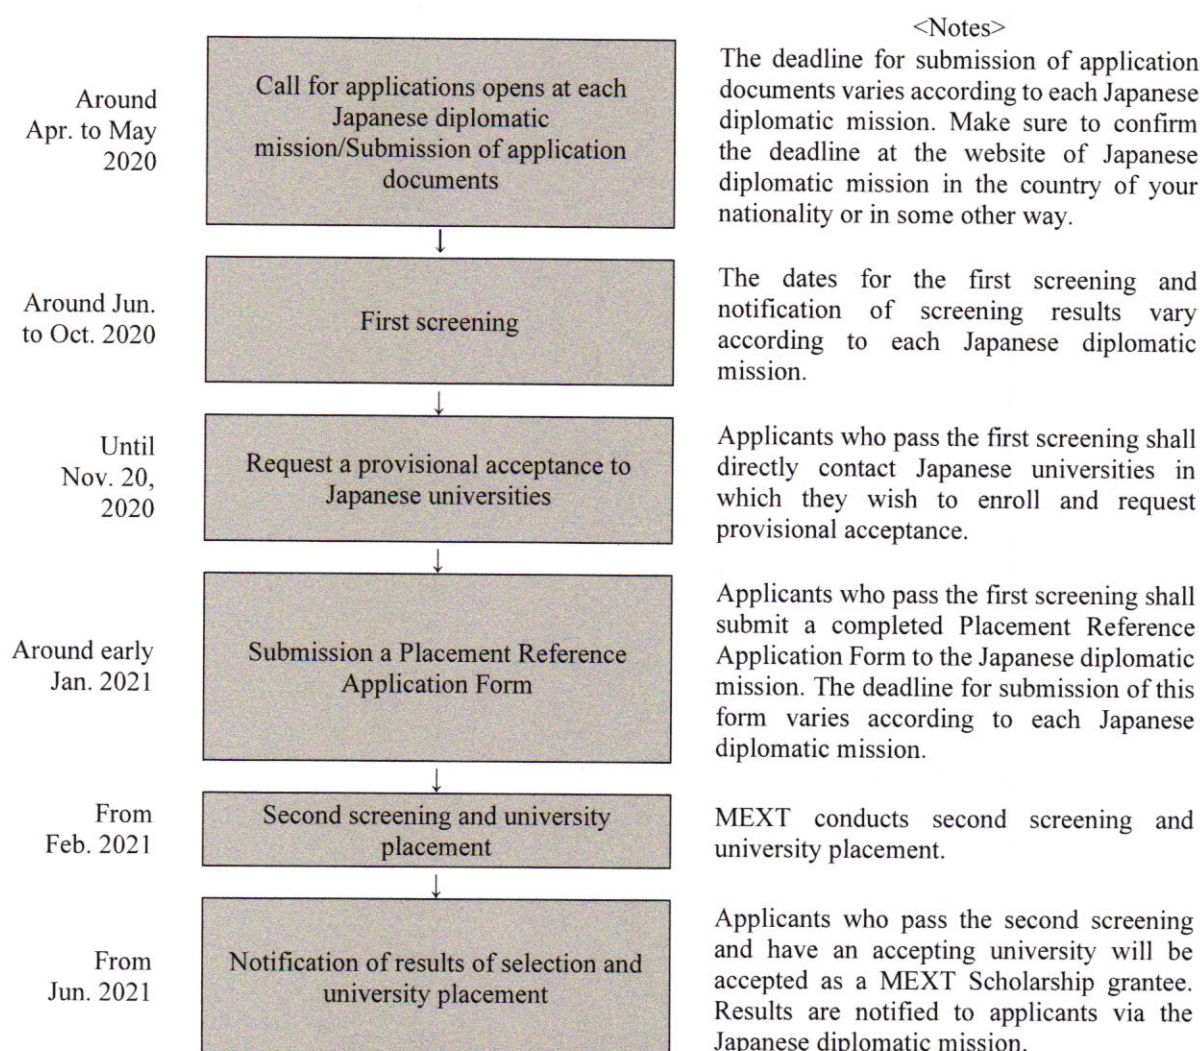 <Notes>
Around
Apr. to May
2020
Call for applications opens at each
Japanese diplomatic
mission/Submission of application
documents
The deadline for submission of application
documents varies according to each Japanese
diplomatic mission. Make sure to confirm
the deadline at the website of Japanese
diplomatic mission in the country of your
nationality or in some other way.
↓
Around Jun.
to Oct. 2020
First screening
The dates for the first screening and
notification of screening results vary
according to each Japanese diplomatic
mission.
↓
Until
Nov. 20,
2020
Request a provisional acceptance to
Japanese universities
Applicants who pass the first screening shall
directly contact Japanese universities in
which they wish to enroll and request
provisional acceptance.
↓
Around early
Jan. 2021
Submission a Placement Reference
Application Form
Applicants who pass the first screening shall
submit a completed Placement Reference
Application Form to the Japanese diplomatic
mission. The deadline for submission of this
form varies according to each Japanese
diplomatic mission.
↓
From
Feb. 2021
Second screening and university
placement
MEXT conducts second screening and
university placement.
↓
From
Jun. 2021
Notification of results of selection and
university placement
Applicants who pass the second screening
and have an accepting university will be
accepted as a MEXT Scholarship grantee.
Results are notified to applicants via the
Japanese diplomatic mission.